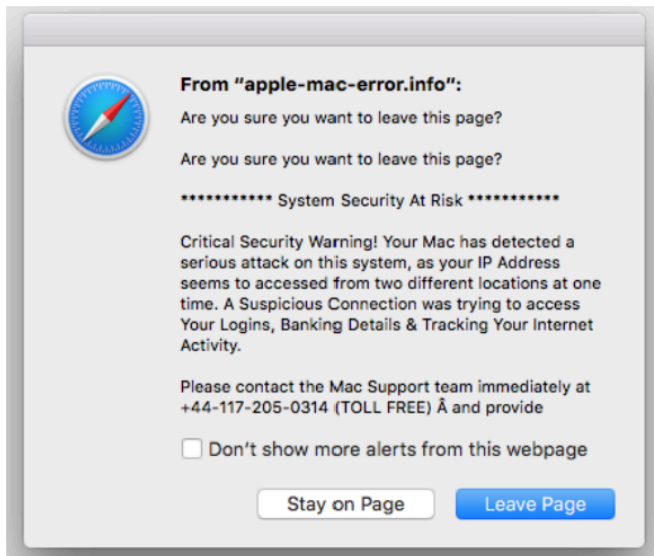 From “apple-mac-error.info”:
Are you sure you want to leave this page?
Are you sure you want to leave this page?
*********** System Security At Risk ***********
Critical Security Warning! Your Mac has detected a
serious attack on this system, as your IP Address
seems to accessed from two different locations at one
time. A Suspicious Connection was trying to access
Your Logins, Banking Details & Tracking Your Internet
Activity.
Please contact the Mac Support team immediately at
+44-117-205-0314 (TOLL FREE) Â and provide
Don’t show more alerts from this webpage
Stay on Page
Leave Page